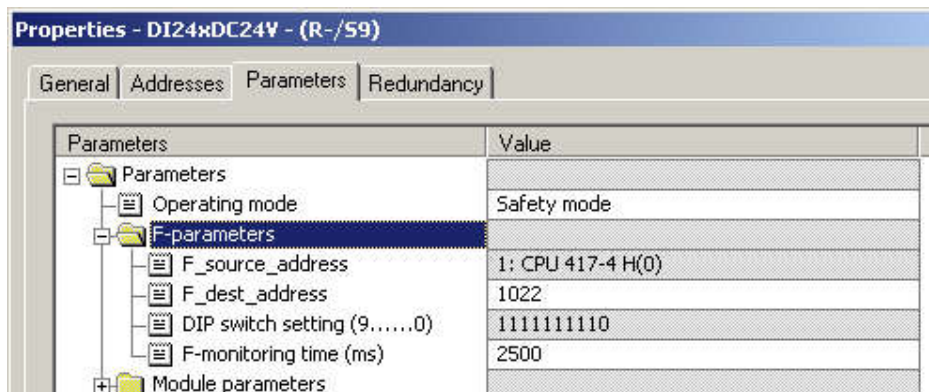 Properties - DI24xDC24V - (R-/S9)
General Addresses Parameters Redundancy
Parameters Value
Parameters
Operating mode Safety mode
F-parameters
F_source_address 1: CPU 417-4 H(0)
F_dest_address 1022
DIP switch setting (9......0) 1111111110
F-monitoring time (ms) 2500
Module parameters